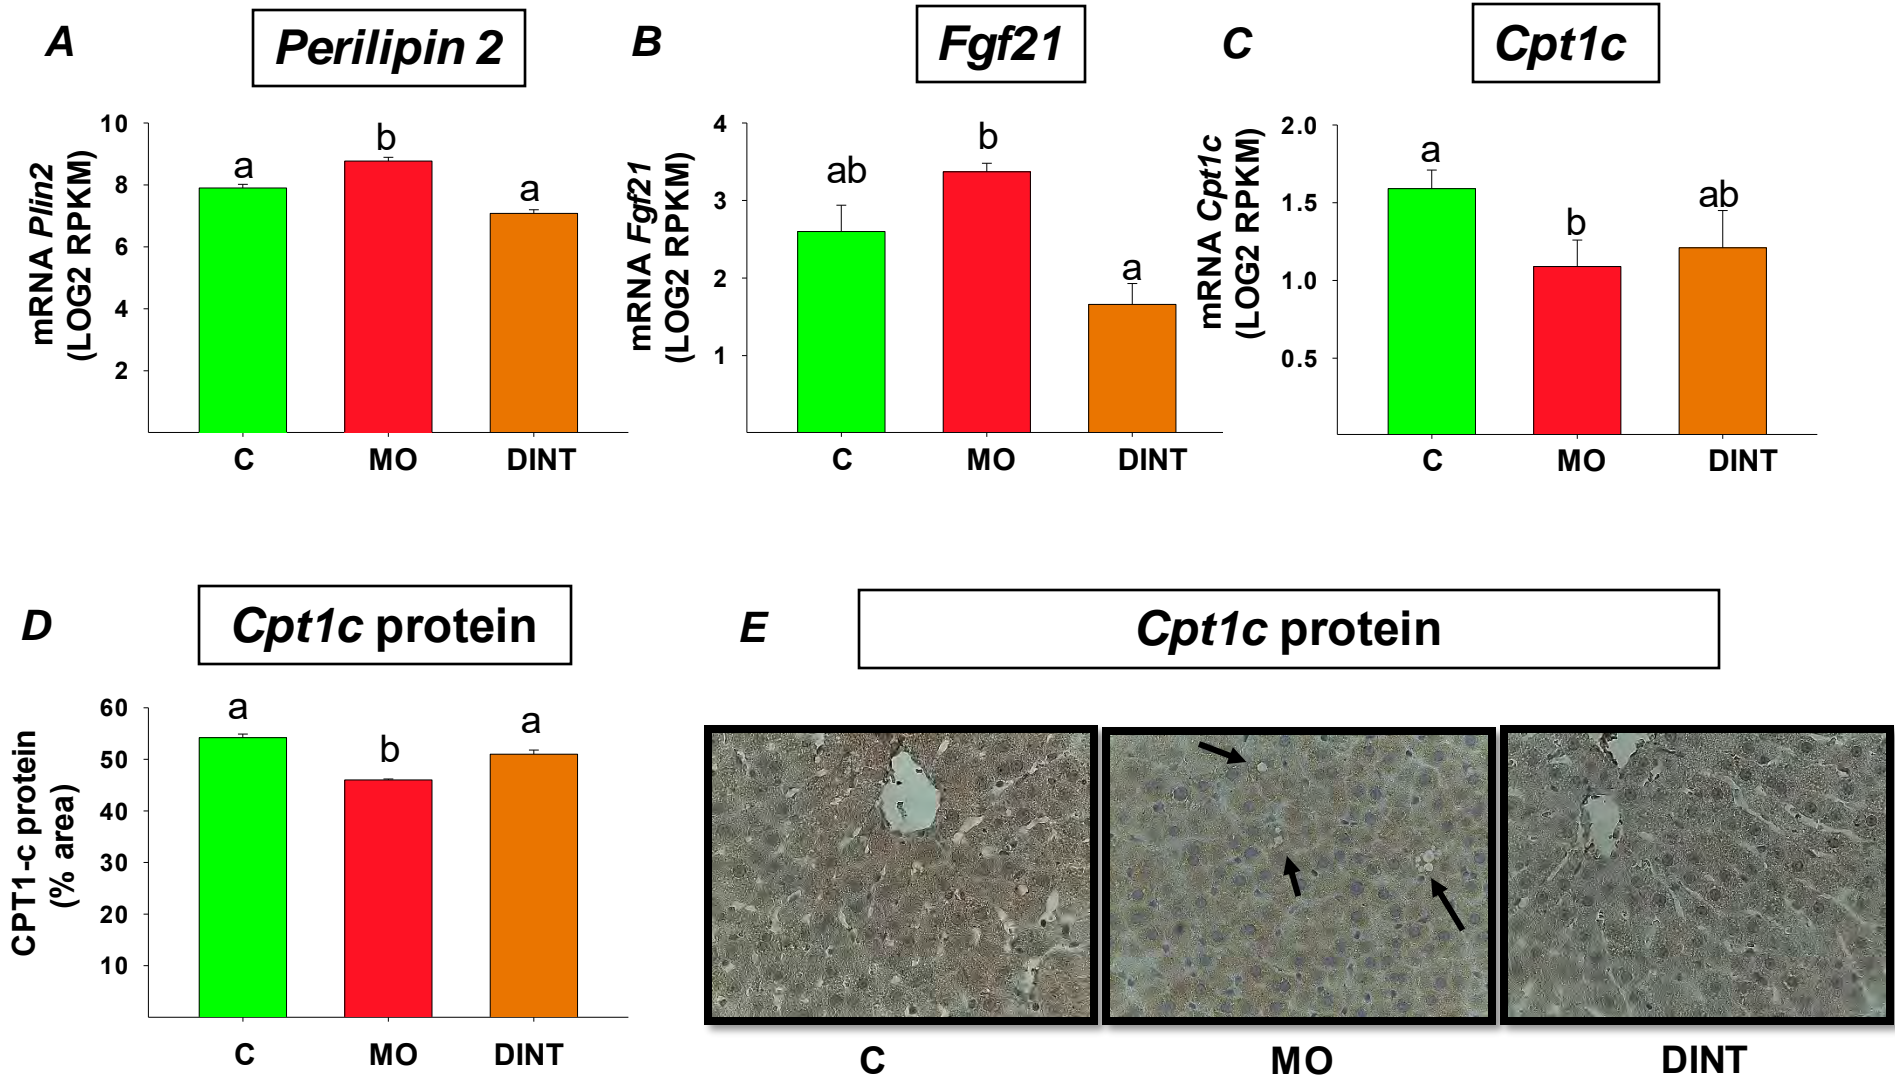 A
Perilipin 2
mRNA Plin2
(LOG2 RPKM)
10
8
6
4
2
a
b
a
C
MO
DINT
B
Fgf21
mRNA Fgf21
(LOG2 RPKM)
4
3
2
1
ab
b
a
C
MO
DINT
C
Cpt1c
mRNA Cpt1c
(LOG2 RPKM)
2.0
1.5
1.0
0.5
a
b
ab
C
MO
DINT
D
Cpt1c protein
CPT1-c protein
(% area)
60
50
40
30
20
10
a
b
a
C
MO
DINT
E
Cpt1c protein
C
MO
DINT